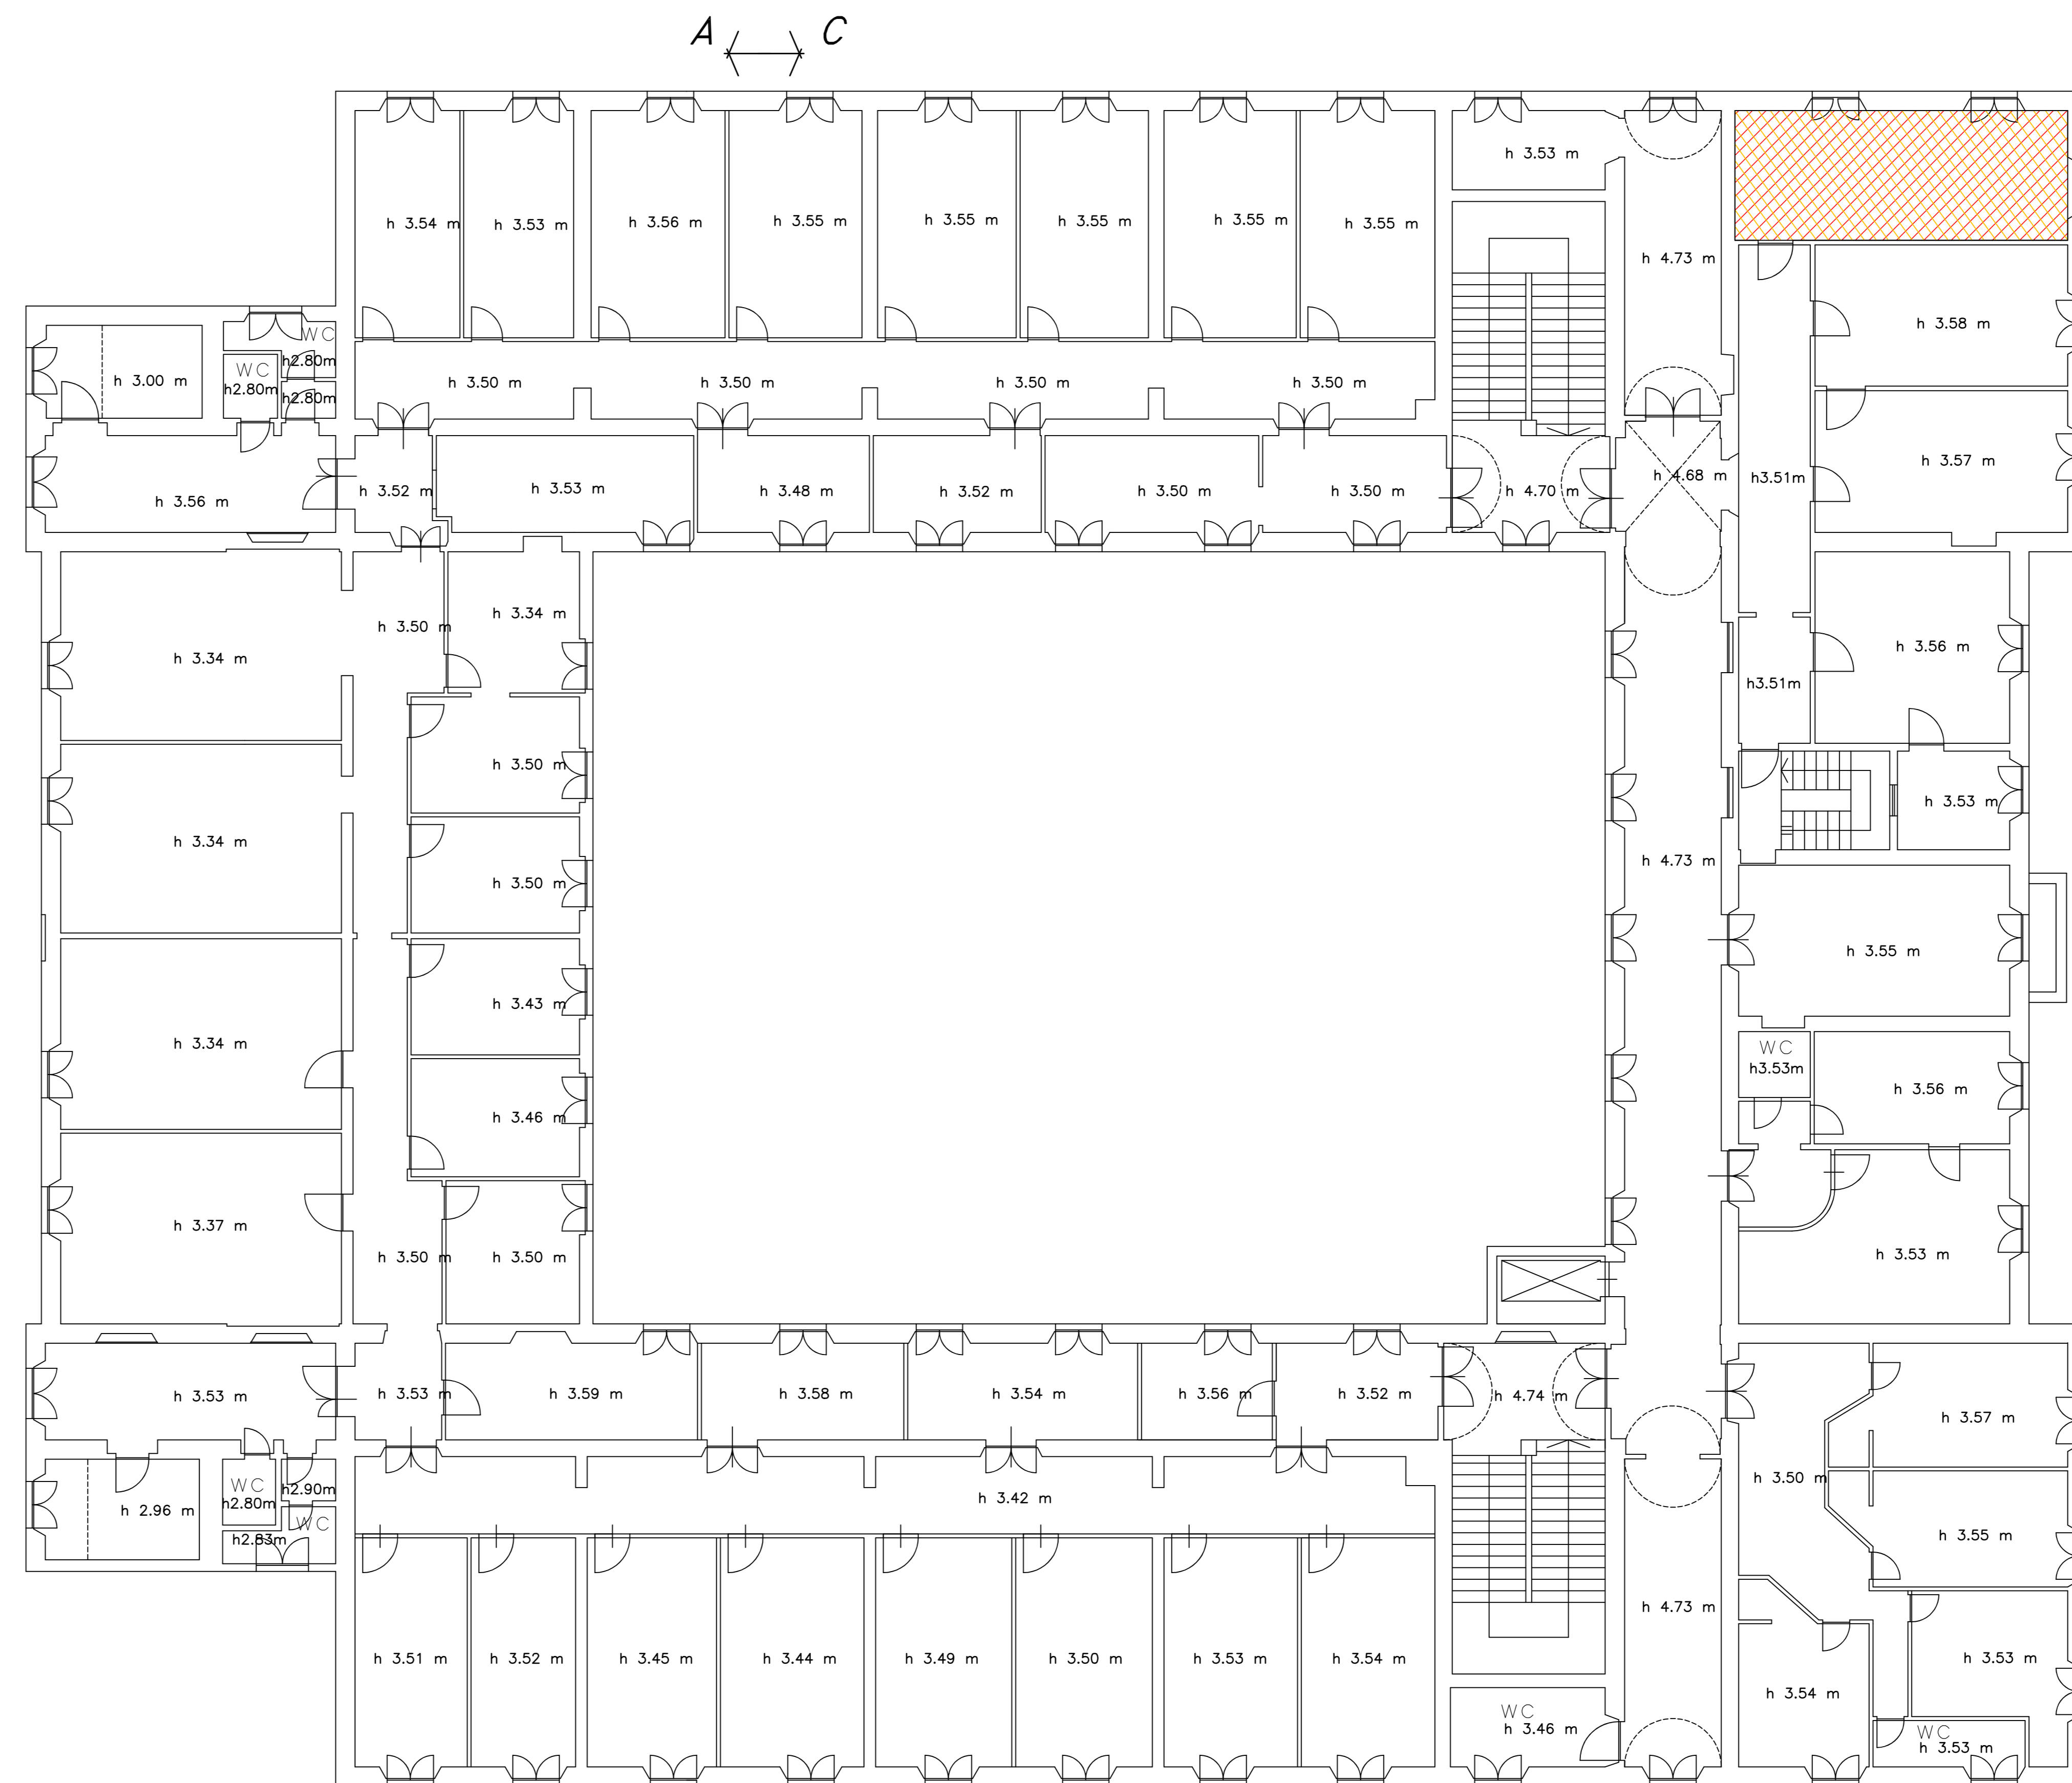 A C
h 3.53 m
h 3.54 m
h 3.53 m
h 3.56 m
h 3.55 m
h 3.55 m
h 3.55 m
h 3.55 m
h 3.55 m
h 4.73 m
h 3.58 m
WC
h2.80m
WC
h2.80m
h2.80m
h 3.00 m
h 3.50 m
h 3.50 m
h 3.50 m
h 3.50 m
h 3.57 m
h 3.56 m
h 3.52 m
h 3.53 m
h 3.48 m
h 3.52 m
h 3.50 m
h 3.50 m
h 4.70 m
h 4.68 m
h3.51m
h 3.34 m
h 3.50 m
h 3.34 m
h 3.56 m
h3.51m
h 3.50 m
h 3.53 m
h 3.34 m
h 3.50 m
h 4.73 m
h 3.55 m
h 3.34 m
h 3.43 m
WC
h3.53m
h 3.56 m
h 3.46 m
h 3.37 m
h 3.50 m
h 3.50 m
h 3.53 m
h 3.53 m
h 3.53 m
h 3.59 m
h 3.58 m
h 3.54 m
h 3.56 m
h 3.52 m
h 4.74 m
h 3.57 m
h 3.50 m
WC
h2.80m
h2.90m
h 2.96 m
WC
h2.83m
h 3.42 m
h 3.55 m
h 4.73 m
h 3.51 m
h 3.52 m
h 3.45 m
h 3.44 m
h 3.49 m
h 3.50 m
h 3.53 m
h 3.54 m
h 3.53 m
h 3.54 m
WC
h 3.46 m
WC
h 3.53 m